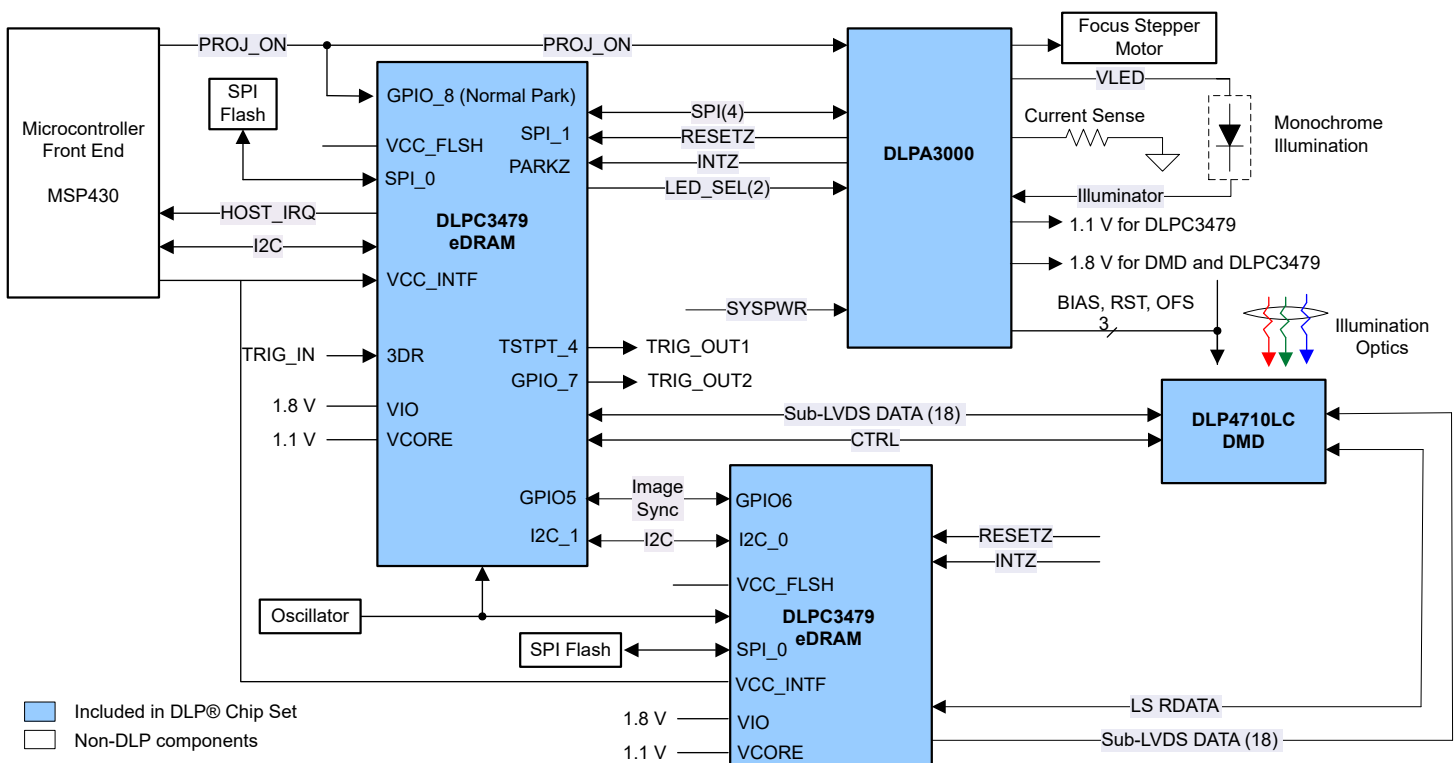 PROJ_ON
PROJ_ON
Focus Stepper
Motor
VLED
SPI
Flash
GPIO_8 (Normal Park)
SPI(4)
Current Sense
Microcontroller
Front End
MSP430
SPI_1
RESETZ
Monochrome
Illumination
VCC_FLSH
DLPA3000
PARKZ
INTZ
SPI_0
LED_SEL(2)
Illuminator
HOST_IRQ
DLPC3479
eDRAM
1.1 V for DLPC3479
I2C
1.8 V for DMD and DLPC3479
VCC_INTF
BIAS, RST, OFS
3
SYSPWR
Illumination
Optics
TRIG_IN
3DR
TSTPT_4
TRIG_OUT1
GPIO_7
TRIG_OUT2
1.8 V
VIO
Sub-LVDS DATA (18)
DLP4710LC
DMD
1.1 V
VCORE
CTRL
GPIO5
Image
Sync
GPIO6
I2C_1
I2C
I2C_0
RESETZ
INTZ
VCC_FLSH
Oscillator
DLPC3479
eDRAM
SPI Flash
SPI_0
VCC_INTF
LS RDATA
Included in DLP® Chip Set
1.8 V
VIO
Non-DLP components
Sub-LVDS DATA (18)
1.1 V
VCORE